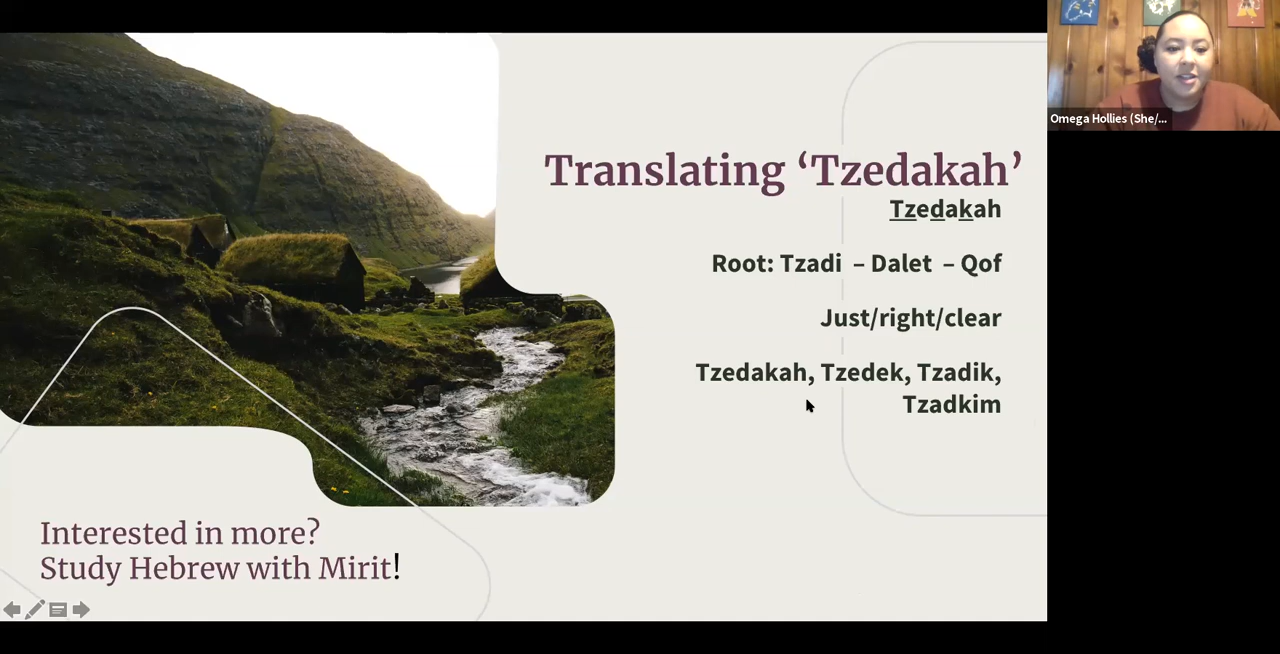 Translating ‘Tzedakah’
Tzedakah
Root: Tzadi – Dalet – Qof
Just/right/clear
Tzedakah, Tzedek, Tzadik,
Tzadkim
Interested in more?
Study Hebrew with Mirit!
Omega Hollies (She/...